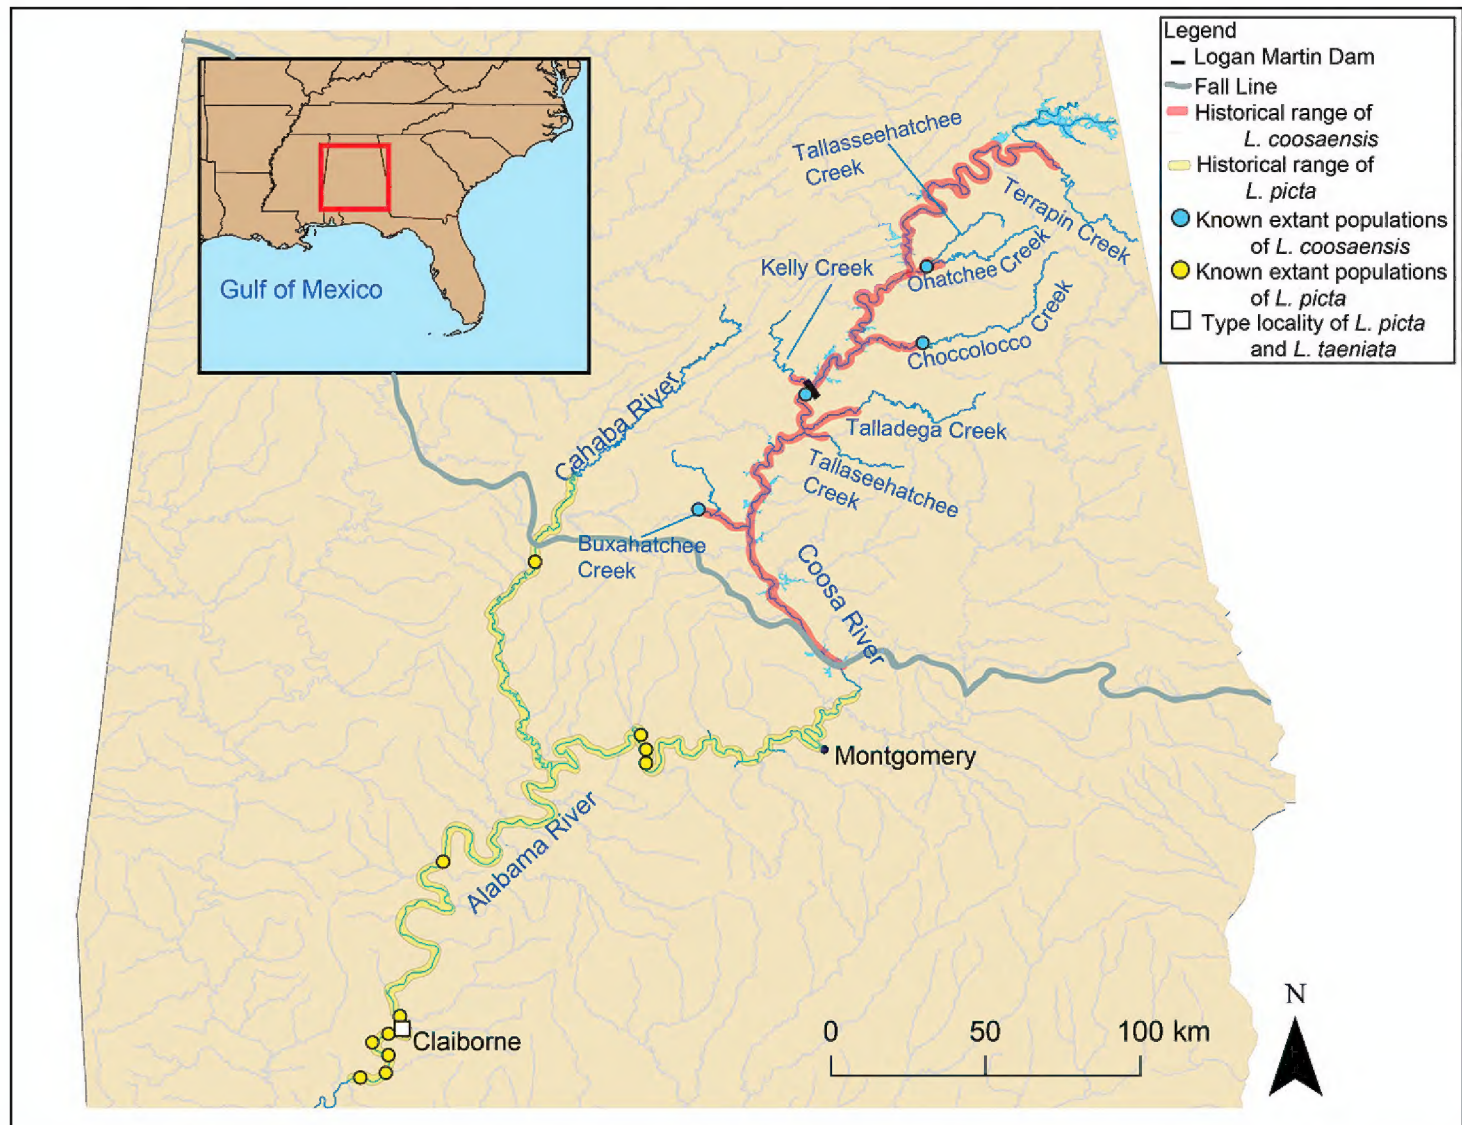 Legend
Logan Martin Dam
Fall Line
Historical range of
L. coosaensis
Historical range of
L. picta
Known extant populations
of L. coosaensis
Known extant populations
of L. picta
Type locality of L. picta
and L. taeniata
Gulf of Mexico
Tallasseehatchee
Creek
Terrapin Creek
Kelly Creek
Ohatchee Creek
Choccolocco Creek
Cahaba River
Talladega Creek
Tallaseehatchee
Creek
Buxahatchee
Creek
Coosa River
Montgomery
Alabama River
Claiborne
N
0 50 100 km